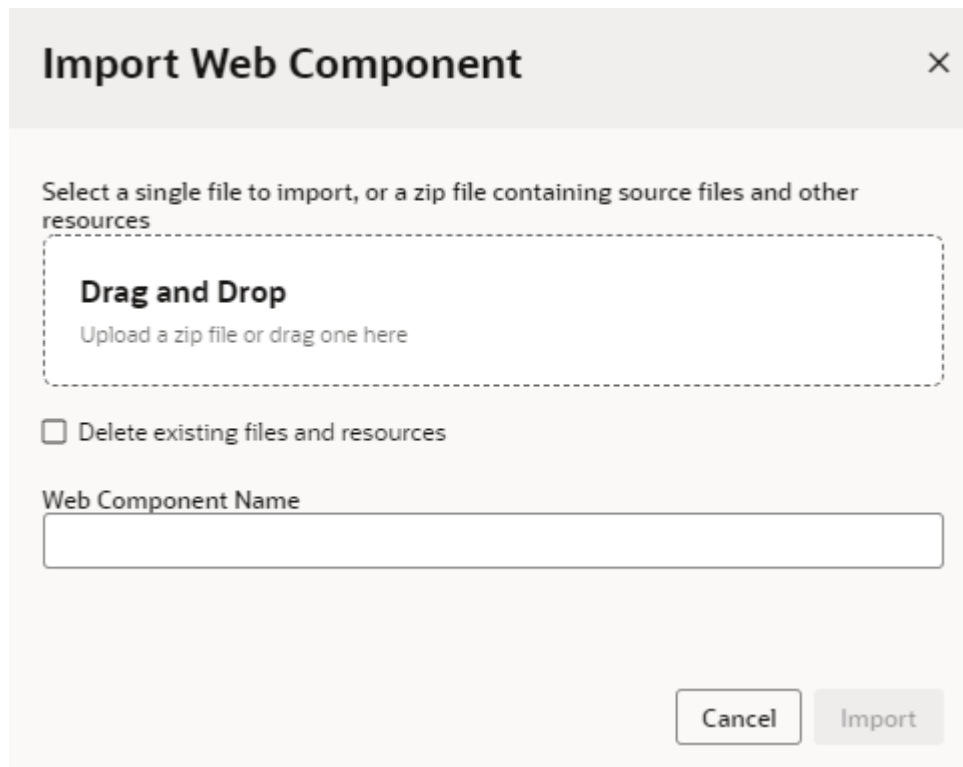 Import Web Component
Select a single file to import, or a zip file containing source files and other
resources
Drag and Drop
Upload a zip file or drag one here
Delete existing files and resources
Web Component Name
Cancel
Import